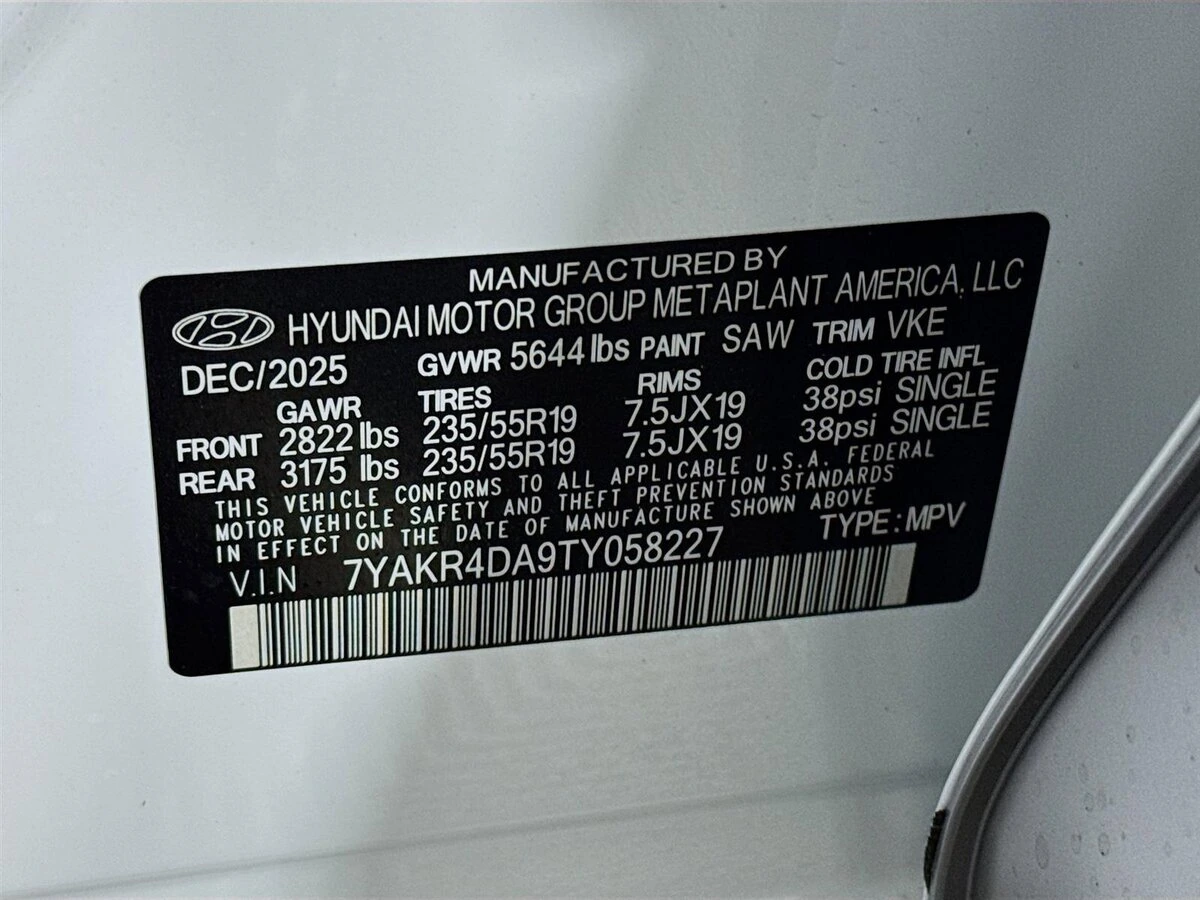 MANUFACTURED BY
HYUNDAI MOTOR GROUP METAPLANT AMERICA, LLC
DEC/2025 GVWR 5644 lbs PAINT SAW TRIM VKE
GAWR TIRES RIMS COLD TIRE INFL
FRONT 2822 lbs 235/55R19 7.5JX19 38psi SINGLE
REAR 3175 lbs 235/55R19 7.5JX19 38psi SINGLE
THIS VEHICLE CONFORMS TO ALL APPLICABLE U.S.A. FEDERAL
MOTOR VEHICLE SAFETY AND THEFT PREVENTION STANDARDS
IN EFFECT ON THE DATE OF MANUFACTURE SHOWN ABOVE
V.I.N 7YAKR4DA9TY058227 TYPE:MPV